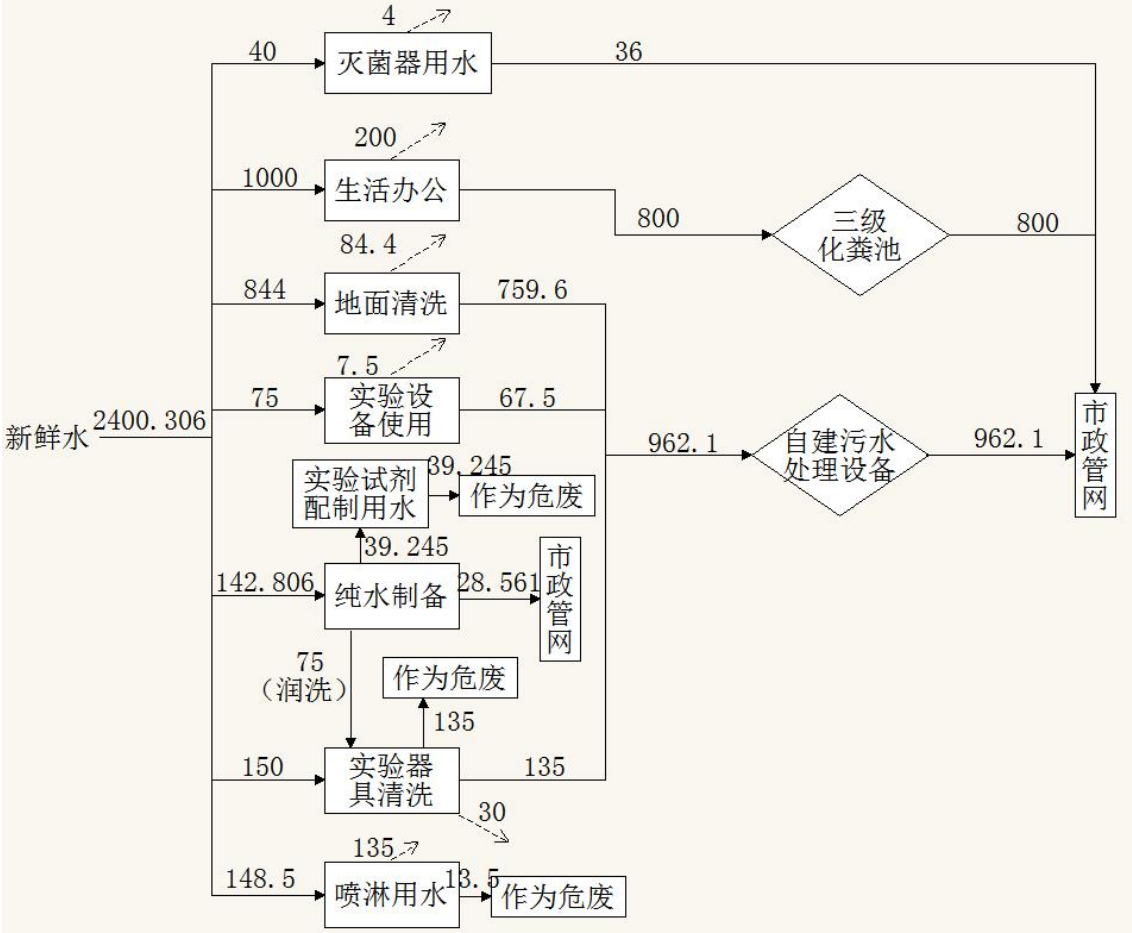 4
40
灭菌器用水
36
200
1000
生活办公
800
三级
化粪池
800
84.4
844
地面清洗
759.6
7.5
75
实验设
备使用
67.5
新鲜水
2400.306
962.1
自建污水
处理设备
962.1
市
政
管
网
实验试剂
配制用水
39.245
作为危废
39.245
142.806
纯水制备
28.561
市
政
管
网
75
（润洗）
作为危废
135
150
实验器
具清洗
135
30
135
148.5
喷淋用水
13.5
作为危废